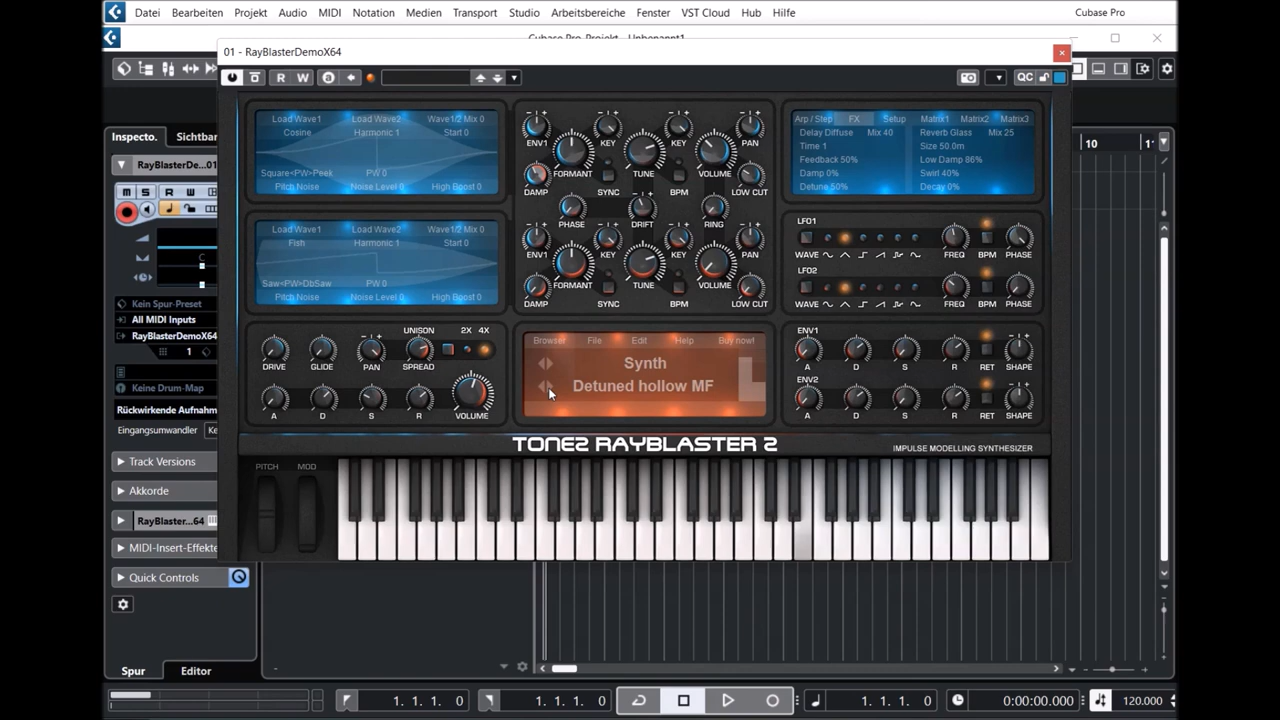 Datei Bearbeiten Projekt Audio MIDI Notation Medien Transport Studio Arbeitsbereiche Fenster VST Cloud Hub Hilfe Cubase Pro
01 - RayBlasterDemoX64
R W QC
Inspecto. Sichtbar
RayBlasterDe...01
M S R W
C
Kein Spur-Preset
All MIDI Inputs
RayBlasterDemoX64
1
Keine Drum-Map
Rückwirkende Aufnahm
Eingangsumwandler
Track Versions
Akkorde
RayBlaster...64
MIDI-Insert-Effekte
Quick Controls
Spur Editor
Load Wave1 Load Wave2 Wave1/2 Mix 0
Cosine Harmonic 1 Start 0
Square<PW>Peek PW 0
Pitch Noise Noise Level 0 High Boost 0
Load Wave1 Load Wave2 Wave1/2 Mix 0
Fish Harmonic 1 Start 0
Saw<PW>DbSaw PW 0
Pitch Noise Noise Level 0 High Boost 0
ENV1 KEY KEY PAN
FORMANT TUNE VOLUME
DAMP SYNC BPM LOW CUT
PHASE DRIFT RING
ENV1 KEY KEY PAN
FORMANT TUNE VOLUME
DAMP SYNC BPM LOW CUT
Arp / Step FX Setup Matrix1 Matrix2 Matrix3
Delay Diffuse Mix 40 Reverb Glass Mix 25
Time 1 Size 50.0m
Feedback 50% Low Damp 86%
Damp 0% Swirl 40%
Detune 50% Decay 0%
LFO1
WAVE FREQ BPM PHASE
LFO2
WAVE FREQ BPM PHASE
UNISON 2X 4X
DRIVE GLIDE PAN SPREAD
A D S R VOLUME
Browser File Edit Help Buy now!
Synth
Detuned hollow MF
ENV1
A D S R RET SHAPE
ENV2
A D S R RET SHAPE
TONE2 RAYBLASTER 2 IMPULSE MODELLING SYNTHESIZER
PITCH MOD
10
1. 1. 1. 0 1. 1. 1. 0 1. 1. 1. 0 0:00:00.000 120.000